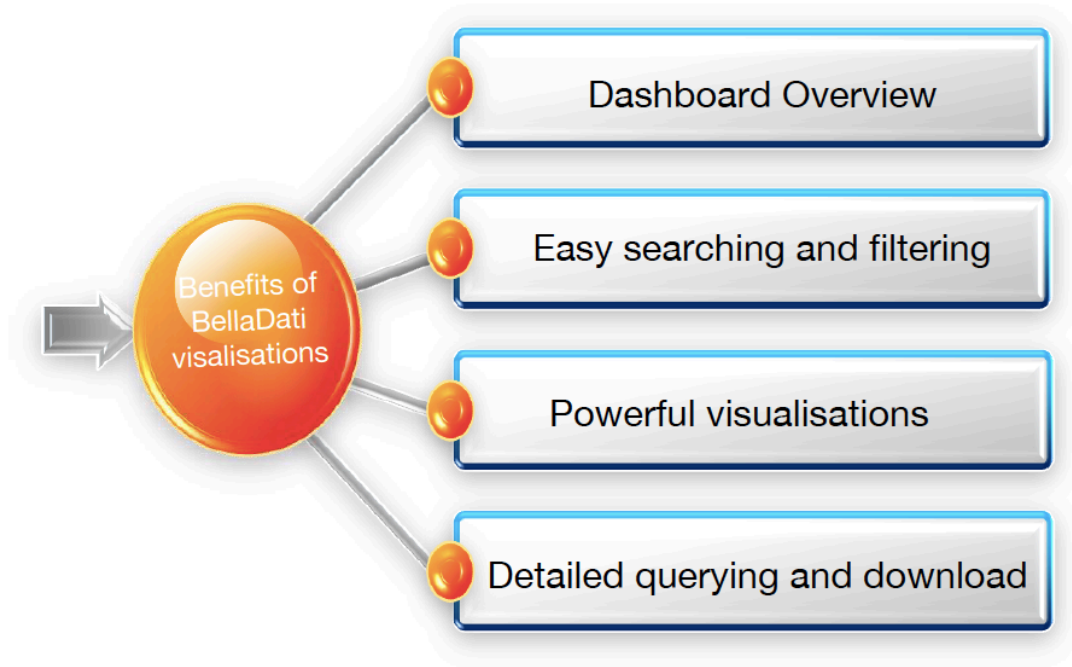 Dashboard Overview
Easy searching and filtering
Benefits of
BellaDati
visalisations
Powerful visualisations
Detailed querying and download